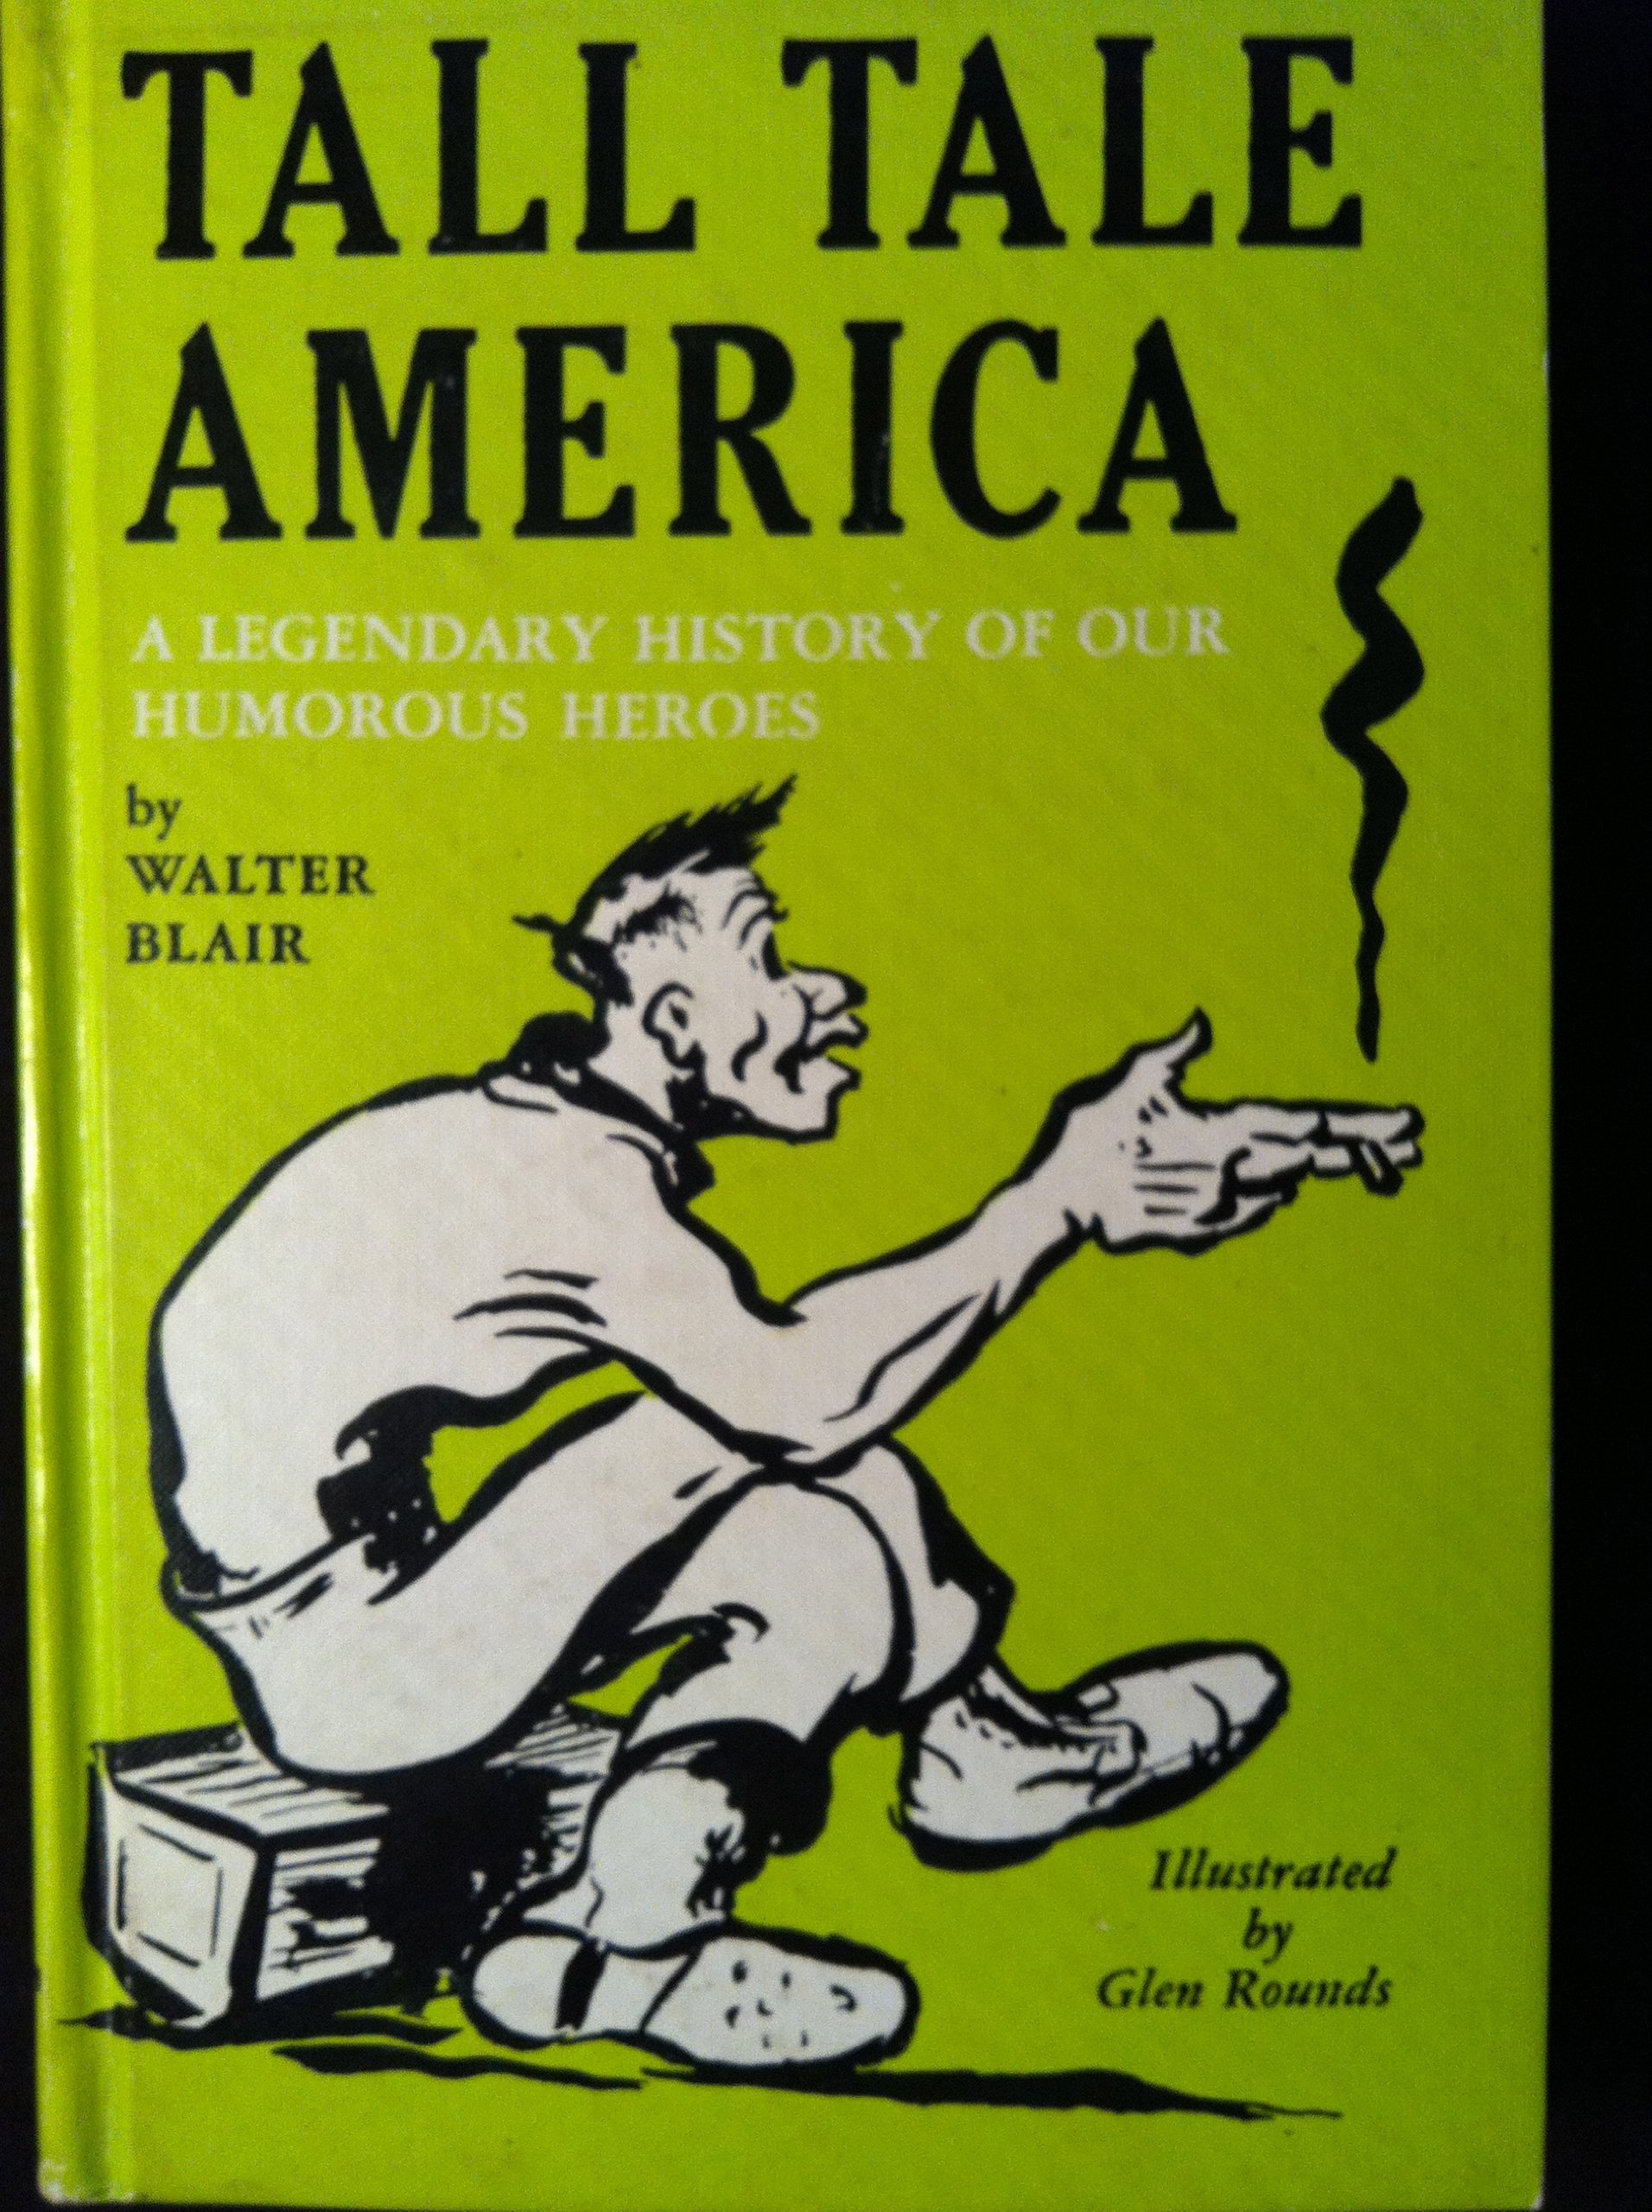 TALL TALE
AMERICA
A LEGENDARY HISTORY OF OUR
HUMOROUS HEROES
by
WALTER
BLAIR
Illustrated
by
Glen Rounds